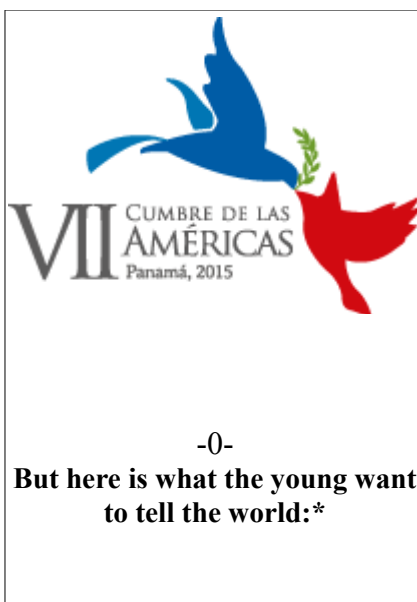 VII
CUMBRE DE LAS
AMÉRICAS
Panamá, 2015
-0-
But here is what the young want
to tell the world:*